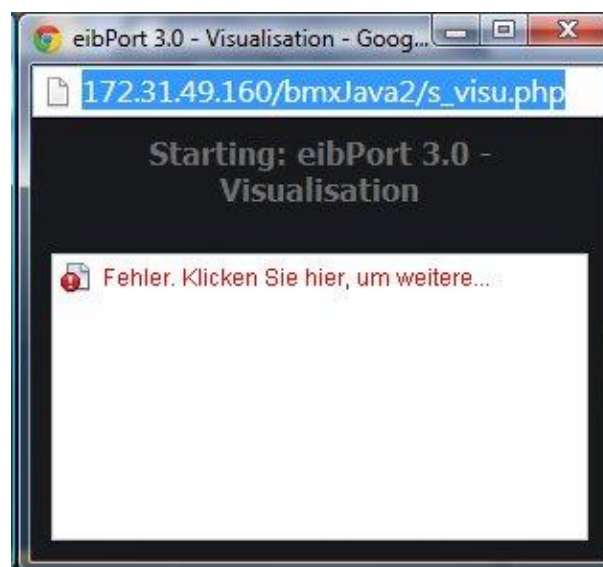 eibPort 3.0 - Visualisation - Goog...
172.31.49.160/bmxJava2/s_visu.php
Starting: eibPort 3.0 -
Visualisation
Fehler. Klicken Sie hier, um weitere...